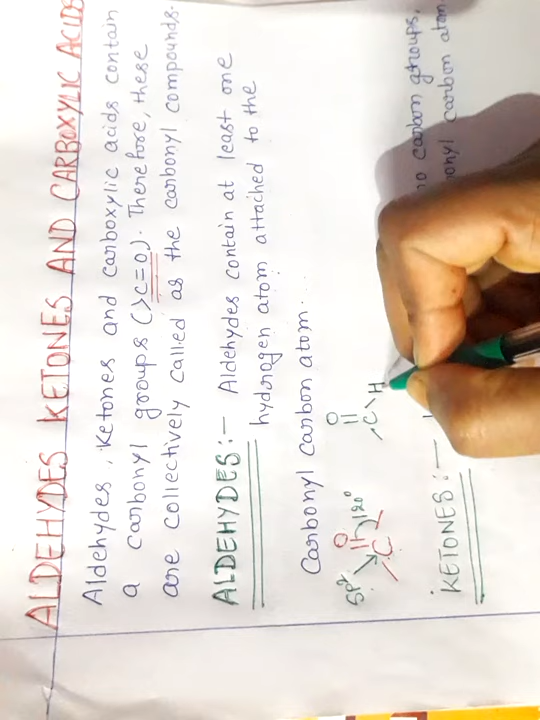 ALDEHYDES KETONES AND CARBOXYLIC ACIDS
Aldehydes, Ketones and carboxylic acids contain
a carbonyl groups (>C=O). Therefore, these
are collectively called as the carbonyl compounds.
ALDEHYDES:- Aldehydes contain at least one
hydrogen atom attached to the
Carbonyl carbon atom...
O
O
Sp²
C
120°
C
H
KETONES:-
carbon groups,
carbon atom.